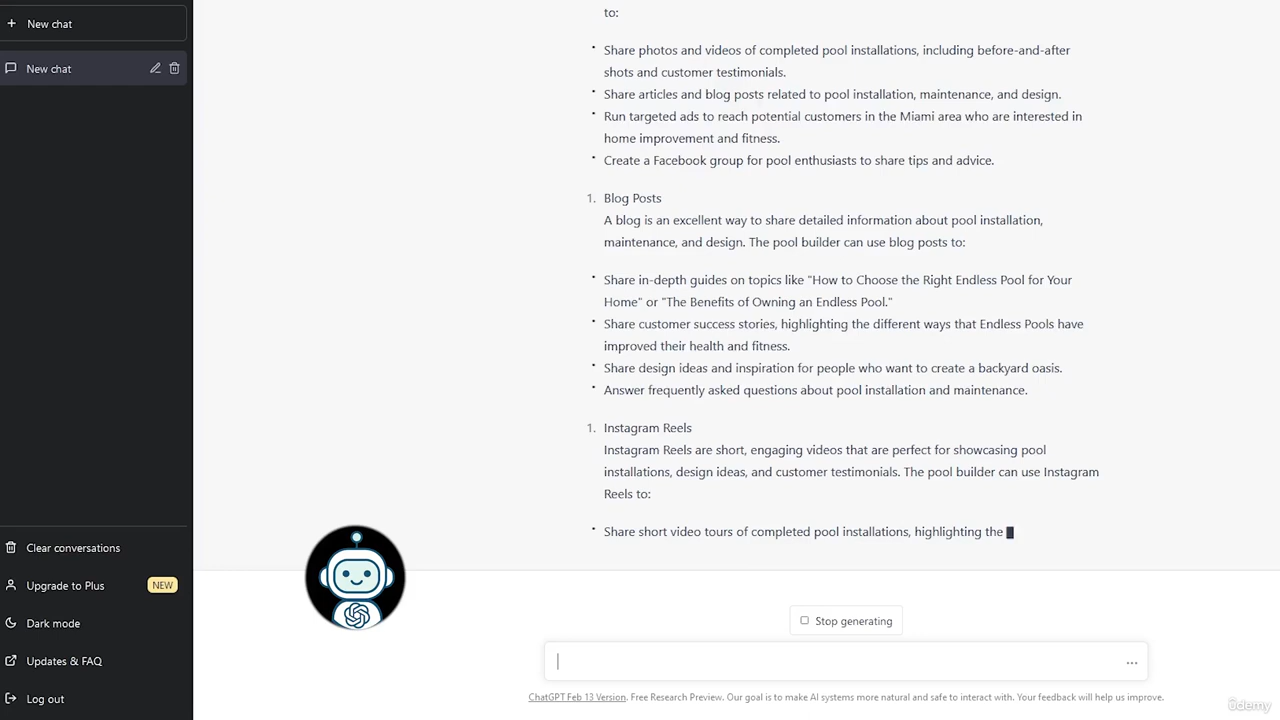 New chat
New chat
to:
Share photos and videos of completed pool installations, including before-and-after
shots and customer testimonials.
Share articles and blog posts related to pool installation, maintenance, and design.
Run targeted ads to reach potential customers in the Miami area who are interested in
home improvement and fitness.
Create a Facebook group for pool enthusiasts to share tips and advice.
1. Blog Posts
A blog is an excellent way to share detailed information about pool installation,
maintenance, and design. The pool builder can use blog posts to:
Share in-depth guides on topics like "How to Choose the Right Endless Pool for Your
Home" or "The Benefits of Owning an Endless Pool."
Share customer success stories, highlighting the different ways that Endless Pools have
improved their health and fitness.
Share design ideas and inspiration for people who want to create a backyard oasis.
Answer frequently asked questions about pool installation and maintenance.
1. Instagram Reels
Instagram Reels are short, engaging videos that are perfect for showcasing pool
installations, design ideas, and customer testimonials. The pool builder can use Instagram
Reels to:
Share short video tours of completed pool installations, highlighting the
Clear conversations
Upgrade to Plus NEW
Dark mode
Updates & FAQ
Log out
Stop generating
ChatGPT Feb 13 Version. Free Research Preview. Our goal is to make AI systems more natural and safe to interact with. Your feedback will help us improve.
ûdemy